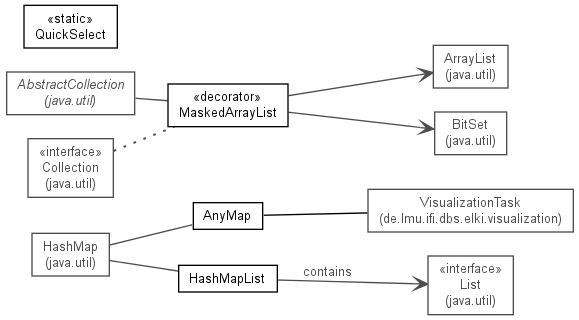 «static»
QuickSelect
AbstractCollection
(java.util)
«decorator»
MaskedArrayList
ArrayList
(java.util)
BitSet
(java.util)
«interface»
Collection
(java.util)
AnyMap
VisualizationTask
(de.lmu.ifi.dbs.elki.visualization)
HashMap
(java.util)
HashMapList
contains
«interface»
List
(java.util)